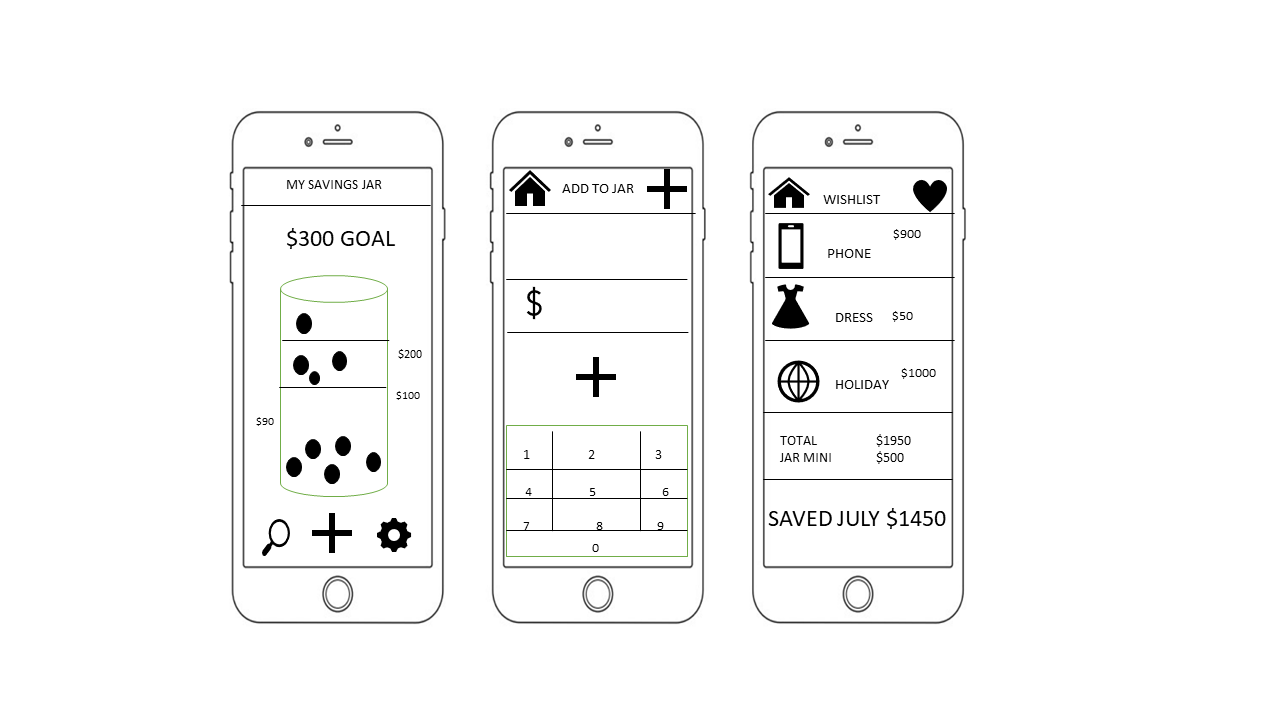 MY SAVINGS JAR
$300 GOAL
$200
$100
$90
ADD TO JAR
$
1 2 3
4 5 6
7 8 9
0
WISHLIST
PHONE $900
DRESS $50
HOLIDAY $1000
TOTAL $1950
JAR MINI $500
SAVED JULY $1450